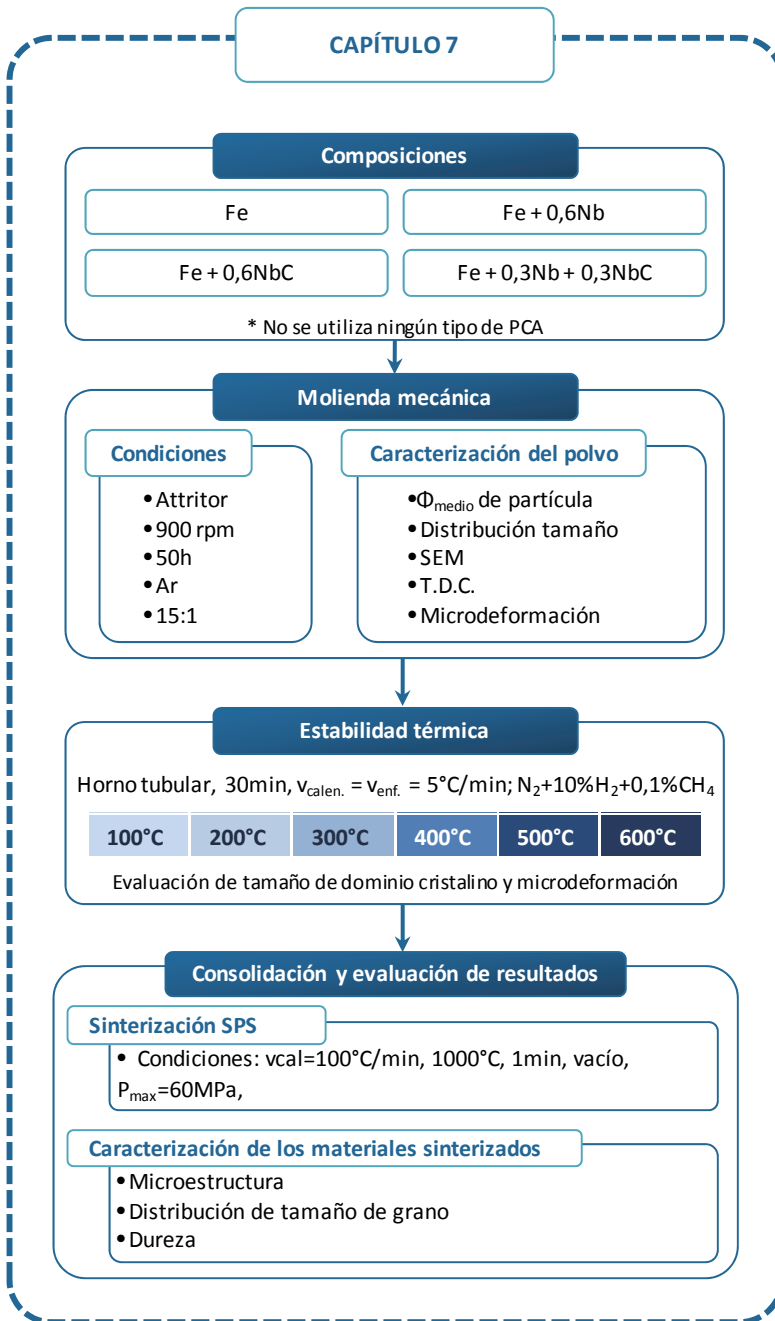 CAPÍTULO 7
Composiciones
Fe
Fe + 0,6Nb
Fe + 0,6NbC
Fe + 0,3Nb + 0,3NbC
* No se utiliza ningún tipo de PCA
Molienda mecánica
Condiciones
• Attritor
• 900 rpm
• 50h
• Ar
• 15:1
Caracterización del polvo
• Φmedio de partícula
• Distribución tamaño
• SEM
• T.D.C.
• Microdeformación
Estabilidad térmica
Horno tubular, 30min, vcalen. = venf. = 5°C/min; N₂+10%H₂+0,1%CH₄
100°C 200°C 300°C 400°C 500°C 600°C
Evaluación de tamaño de dominio cristalino y microdeformación
Consolidación y evaluación de resultados
Sinterización SPS
• Condiciones: vcal=100°C/min, 1000°C, 1min, vacío,
Pmax=60MPa,
Caracterización de los materiales sinterizados
• Microestructura
• Distribución de tamaño de grano
• Dureza